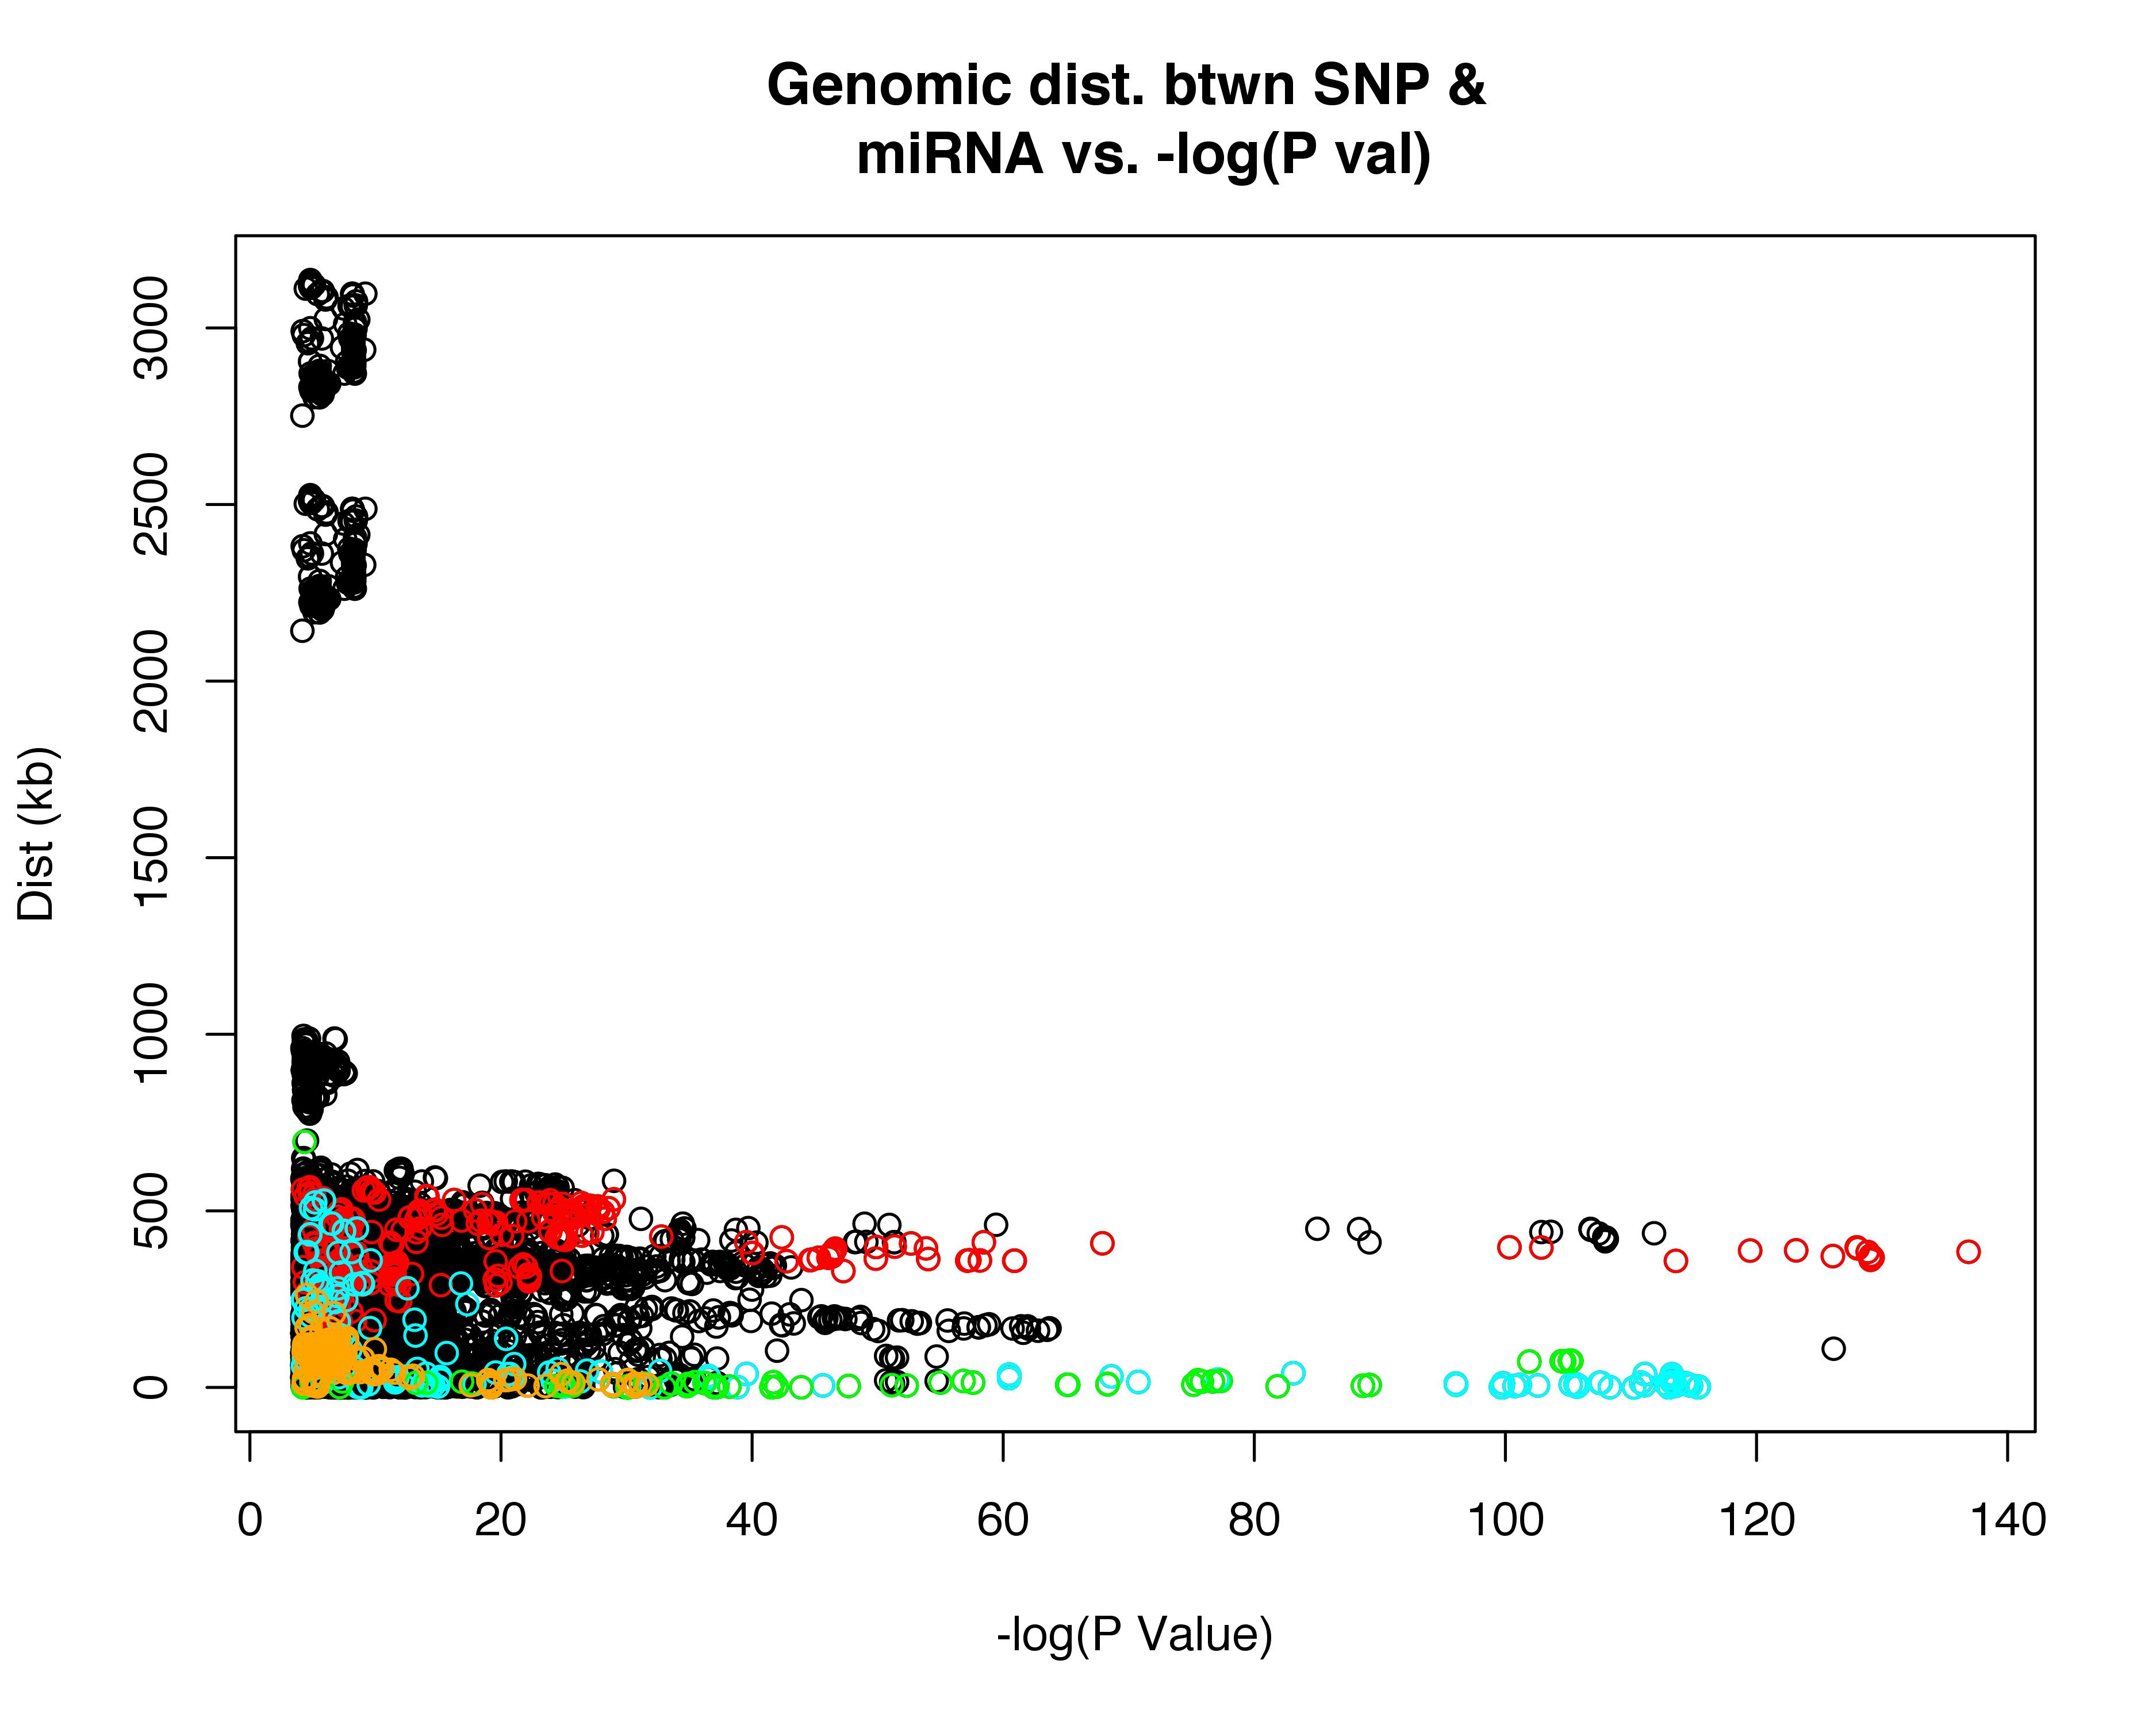 Genomic dist. btwn SNP &
miRNA vs. -log(P val)
Dist (kb)
3000
2500
2000
1500
1000
500
0
0 20 40 60 80 100 120 140
-log(P Value)